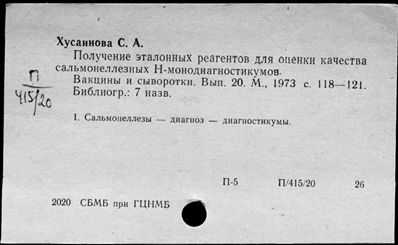 Хусаинова С. А.
Получение эталонных реагентов для оценки качества
сальмонеллезных Н-монодиагностикумов.
Вакцины и сыворотки. Вып. 20. М., 1973 с. 118—121.
Библиогр.: 7 назв.
П
415/20
1. Сальмонеллезы — диагноз — диагностикумы.
П-5 П/415/20 26
2020 СБМБ при ГЦНМБ